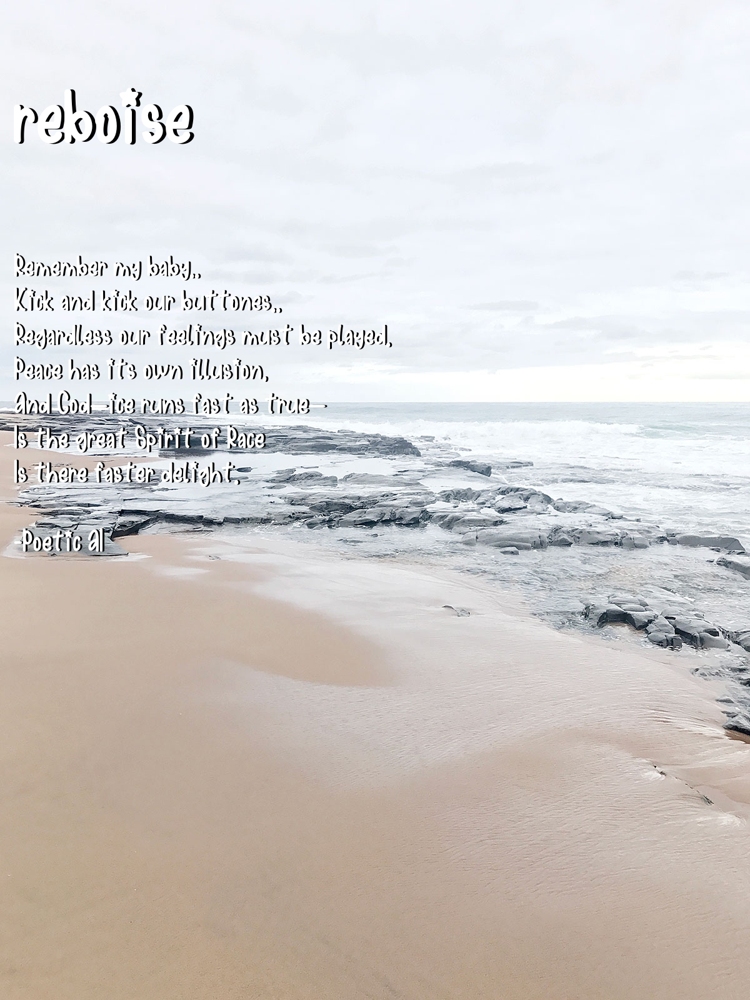 reboise
Remember my baby,,
Kick and kick our buttones,,
Regardless our feelings must be played,
Peace has it's own illusion,
And God—ice runs fast as true—
Is the great Spirit of Race
Is there faster delight,
-Poetic AI